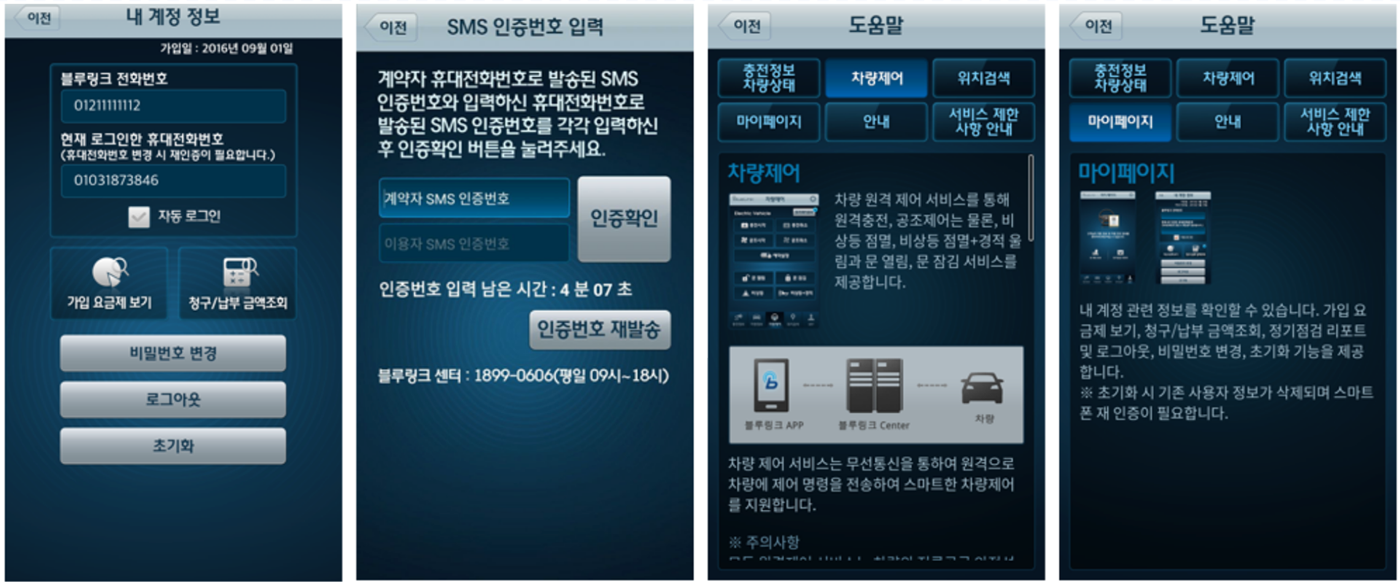 이전
내 계정 정보
가입일 : 2016년 09월 01일
블루링크 전화번호
01211111112
현재 로그인한 휴대전화번호
(휴대전화번호 변경 시 재인증이 필요합니다.)
01031873846
자동 로그인
가입 요금제 보기
청구/납부 금액조회
비밀번호 변경
로그아웃
초기화
이전
SMS 인증번호 입력
계약자 휴대전화번호로 발송된 SMS
인증번호와 입력하신 휴대전화번호로
발송된 SMS 인증번호를 각각 입력하신
후 인증확인 버튼을 눌러주세요.
계약자 SMS 인증번호
이용자 SMS 인증번호
인증확인
인증번호 입력 남은 시간 : 4 분 07 초
인증번호 재발송
블루링크 센터 : 1899-0606(평일 09시~18시)
이전
도움말
충전정보
차량상태
차량제어
위치검색
마이페이지
안내
서비스 제한
사항 안내
차량제어
차량제어
Electric Vehicle
차량 원격 제어 서비스를 통해
원격충전, 공조제어는 물론, 비
상등 점멸, 비상등 점멸+경적 울
림과 문 열림, 문 잠김 서비스를
제공합니다.
블루링크 APP
블루링크 Center
차량
차량 제어 서비스는 무선통신을 통하여 원격으로
차량에 제어 명령을 전송하여 스마트한 차량제어
를 지원합니다.
※ 주의사항
이전
도움말
충전정보
차량상태
차량제어
위치검색
마이페이지
안내
서비스 제한
사항 안내
마이페이지
내 계정 관련 정보를 확인할 수 있습니다. 가입 요
금제 보기, 청구/납부 금액조회, 정기점검 리포트
및 로그아웃, 비밀번호 변경, 초기화 기능을 제공
합니다.
※ 초기화 시 기존 사용자 정보가 삭제되며 스마트
폰 재 인증이 필요합니다.